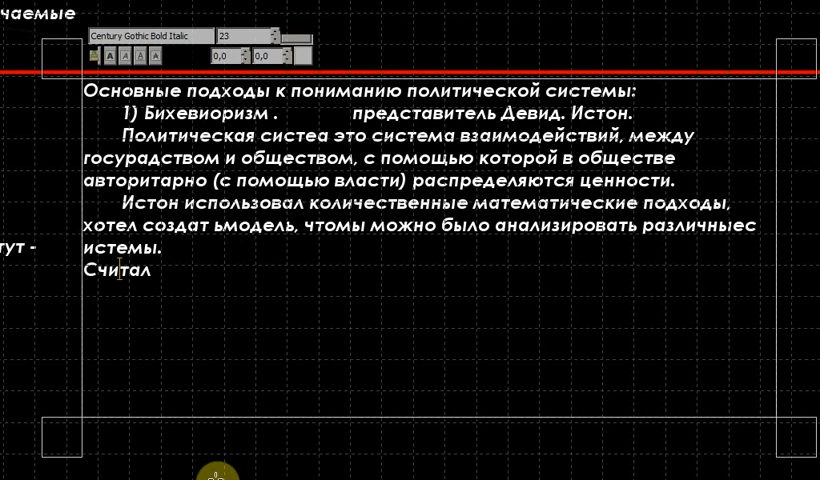 чаемые
Century Gothic Bold Italic 23
A A A A 0,0 0,0
Основные подходы к пониманию политической системы:
1) Бихевиоризм . представитель Девид. Истон.
Политическая систеа это система взаимодействий, между
госурадством и обществом, с помощью которой в обществе
авторитарно (с помощью власти) распределяются ценности.
Истон использовал количественные математические подходы,
хотел создат ьмодель, чтомы можно было анализировать различныес
тут - истемы.
Считал